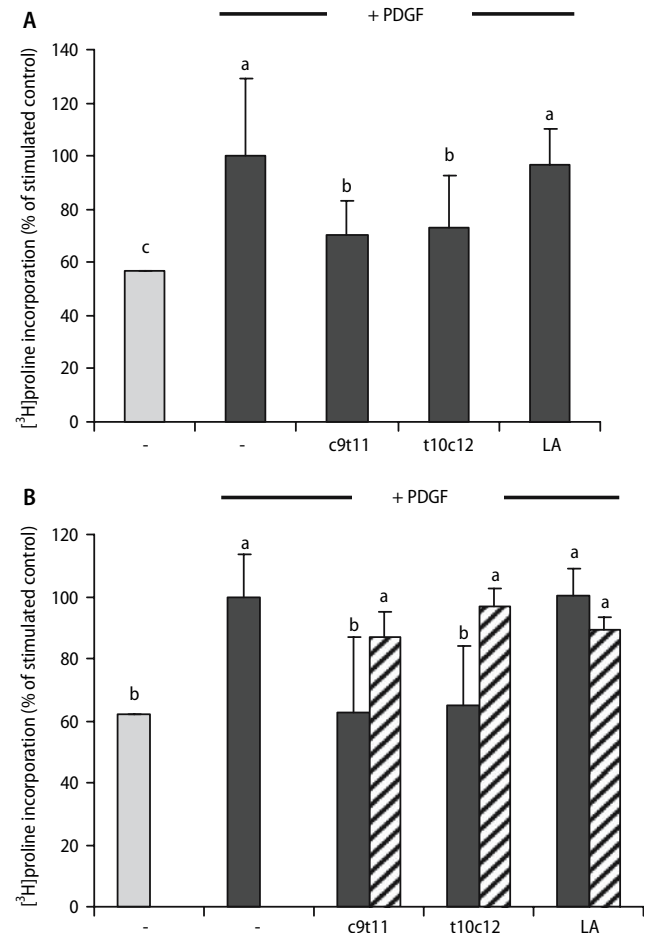 A
+ PDGF
[³H]proline incorporation (% of stimulated control)
140
120
100
80
60
40
20
0
c
a
b
b
a
-
-
c9t11
t10c12
LA
B
+ PDGF
[³H]proline incorporation (% of stimulated control)
120
100
80
60
40
20
0
b
a
b
a
b
a
a
a
-
-
c9t11
t10c12
LA